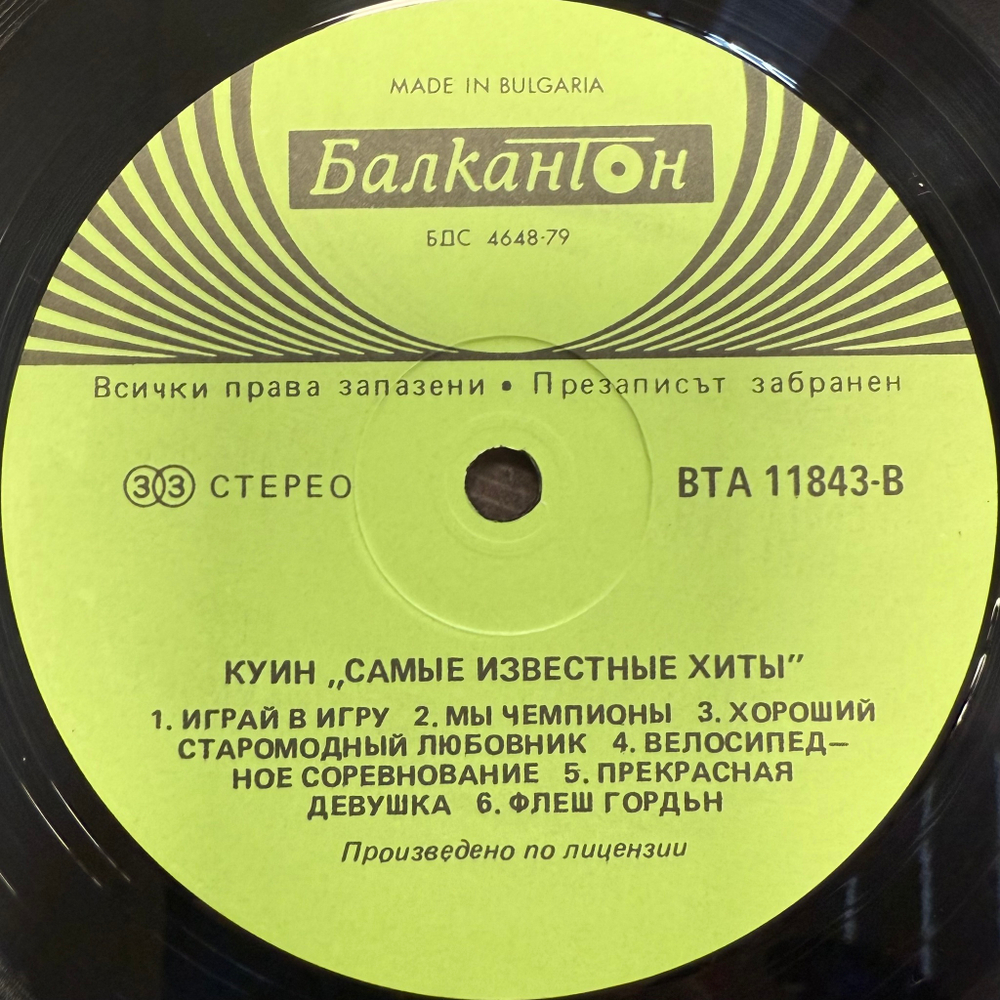 MADE IN BULGARIA
Балкантон
БДС 4648-79
Всички права запазени • Презаписът забранен
33 СТЕРЕО
ВТА 11843-В
КУИН „САМЫЕ ИЗВЕСТНЫЕ ХИТЫ”
1. ИГРАЙ В ИГРУ 2. МЫ ЧЕМПИОНЫ 3. ХОРОШИЙ
СТАРОМОДНЫЙ ЛЮБОВНИК 4. ВЕЛОСИПЕД–
НОЕ СОРЕВНОВАНИЕ 5. ПРЕКРАСНАЯ
ДЕВУШКА 6. ФЛЕШ ГОРДЬН
Произведено по лицензии